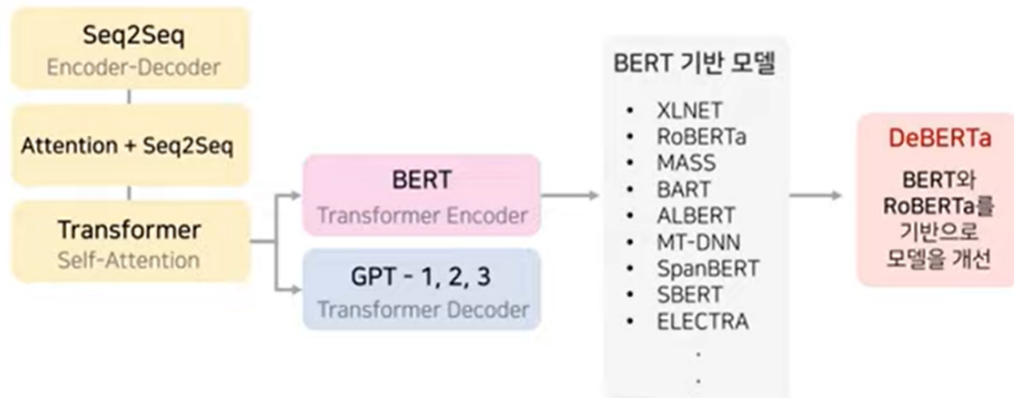 Seq2Seq
Encoder-Decoder
Attention + Seq2Seq
Transformer
Self-Attention
BERT
Transformer Encoder
GPT - 1, 2, 3
Transformer Decoder
BERT 기반 모델
• XLNET
• RoBERTa
• MASS
• BART
• ALBERT
• MT-DNN
• SpanBERT
• SBERT
• ELECTRA
.
.
DeBERTa
BERT와
RoBERTa를
기반으로
모델을 개선